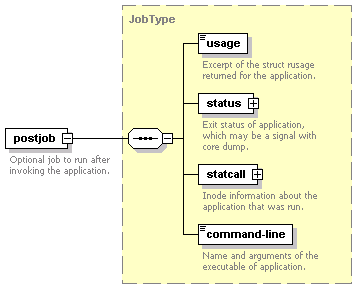 JobType
usage
Excerpt of the struct rusage
returned for the application.
status
Exit status of application,
which may be a signal with
core dump.
postjob
Optional job to run after
invoking the application.
statcall
Inode information about the
application that was run.
command-line
Name and arguments of the
executable of application.